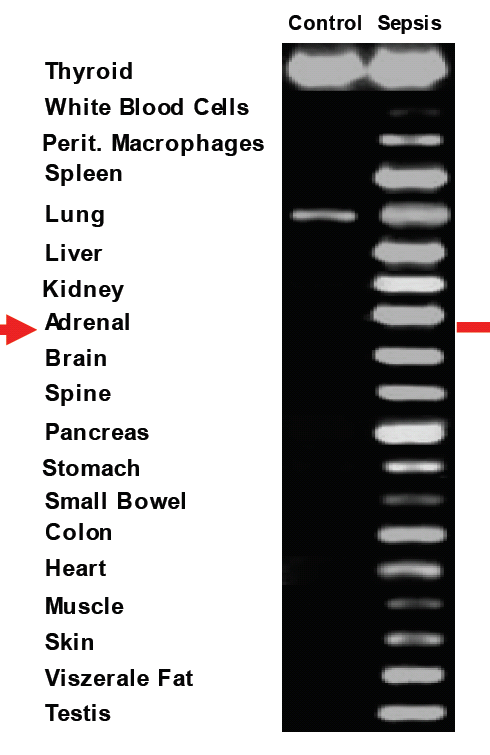 Control Sepsis
Thyroid
White Blood Cells
Perit. Macrophages
Spleen
Lung
Liver
Kidney
Adrenal
Brain
Spine
Pancreas
Stomach
Small Bowel
Colon
Heart
Muscle
Skin
Viszerale Fat
Testis